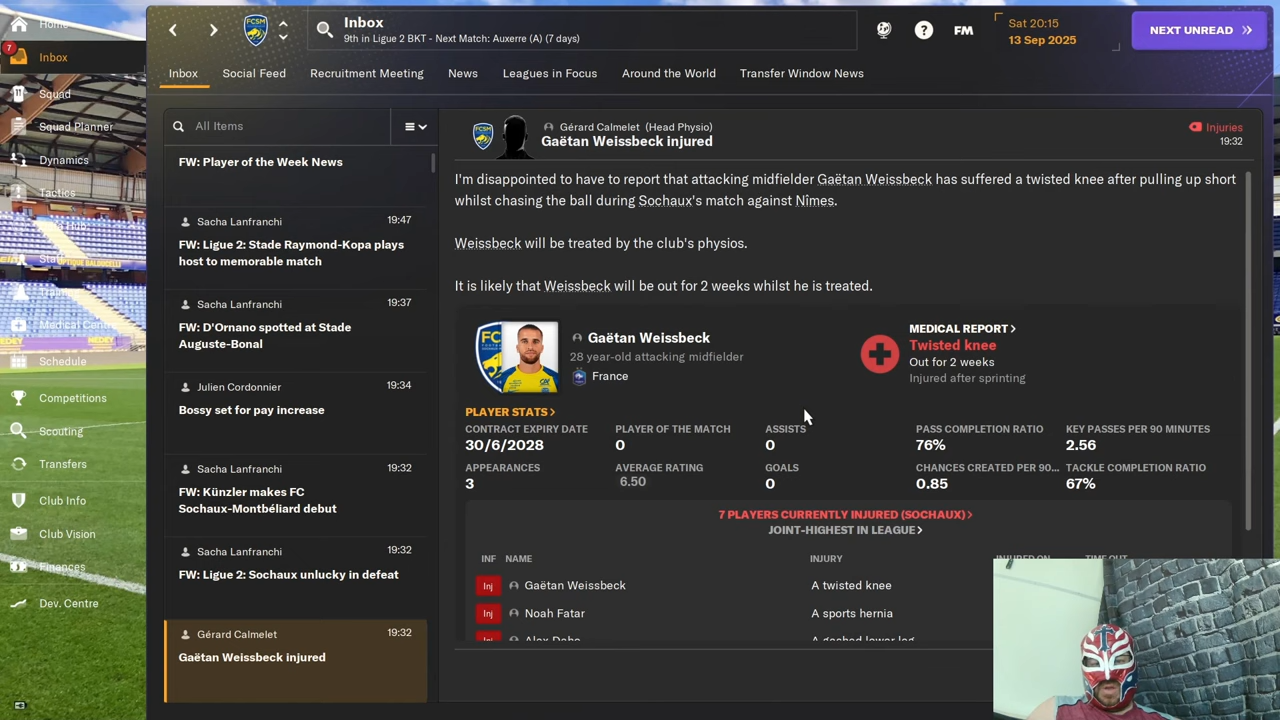 Home
7
Inbox
Squad
Squad Planner
Dynamics
Tactics
Medical Centre
Schedule
Competitions
Scouting
Transfers
Club Info
Club Vision
Finances
Dev. Centre
FCSM
Inbox
9th in Ligue 2 BKT - Next Match: Auxerre (A) (7 days)
FM
Sat 20:15
13 Sep 2025
NEXT UNREAD
Inbox
Social Feed
Recruitment Meeting
News
Leagues in Focus
Around the World
Transfer Window News
All Items
FW: Player of the Week News
Sacha Lanfranchi 19:47
FW: Ligue 2: Stade Raymond-Kopa plays
host to memorable match
Sacha Lanfranchi 19:37
FW: D'Ornano spotted at Stade
Auguste-Bonal
Julien Cordonnier 19:34
Bossy set for pay increase
Sacha Lanfranchi 19:32
FW: Künzler makes FC
Sochaux-Montbéliard debut
Sacha Lanfranchi 19:32
FW: Ligue 2: Sochaux unlucky in defeat
Gérard Calmelet 19:32
Gaëtan Weissbeck injured
Gérard Calmelet (Head Physio)
Gaëtan Weissbeck injured
Injuries
19:32
I'm disappointed to have to report that attacking midfielder Gaëtan Weissbeck has suffered a twisted knee after pulling up short
whilst chasing the ball during Sochaux's match against Nîmes.
Weissbeck will be treated by the club's physios.
It is likely that Weissbeck will be out for 2 weeks whilst he is treated.
Gaëtan Weissbeck
28 year-old attacking midfielder
France
MEDICAL REPORT >
Twisted knee
Out for 2 weeks
Injured after sprinting
PLAYER STATS >
CONTRACT EXPIRY DATE PLAYER OF THE MATCH ASSISTS PASS COMPLETION RATIO KEY PASSES PER 90 MINUTES
30/6/2028 0 0 76% 2.56
APPEARANCES AVERAGE RATING GOALS CHANCES CREATED PER 90... TACKLE COMPLETION RATIO
3 6.50 0 0.85 67%
7 PLAYERS CURRENTLY INJURED (SOCHAUX) >
JOINT-HIGHEST IN LEAGUE >
INF NAME INJURY INJURED ON TIME OUT
Inj Gaëtan Weissbeck A twisted knee
Inj Noah Fatar A sports hernia
Inj A gashed lower leg